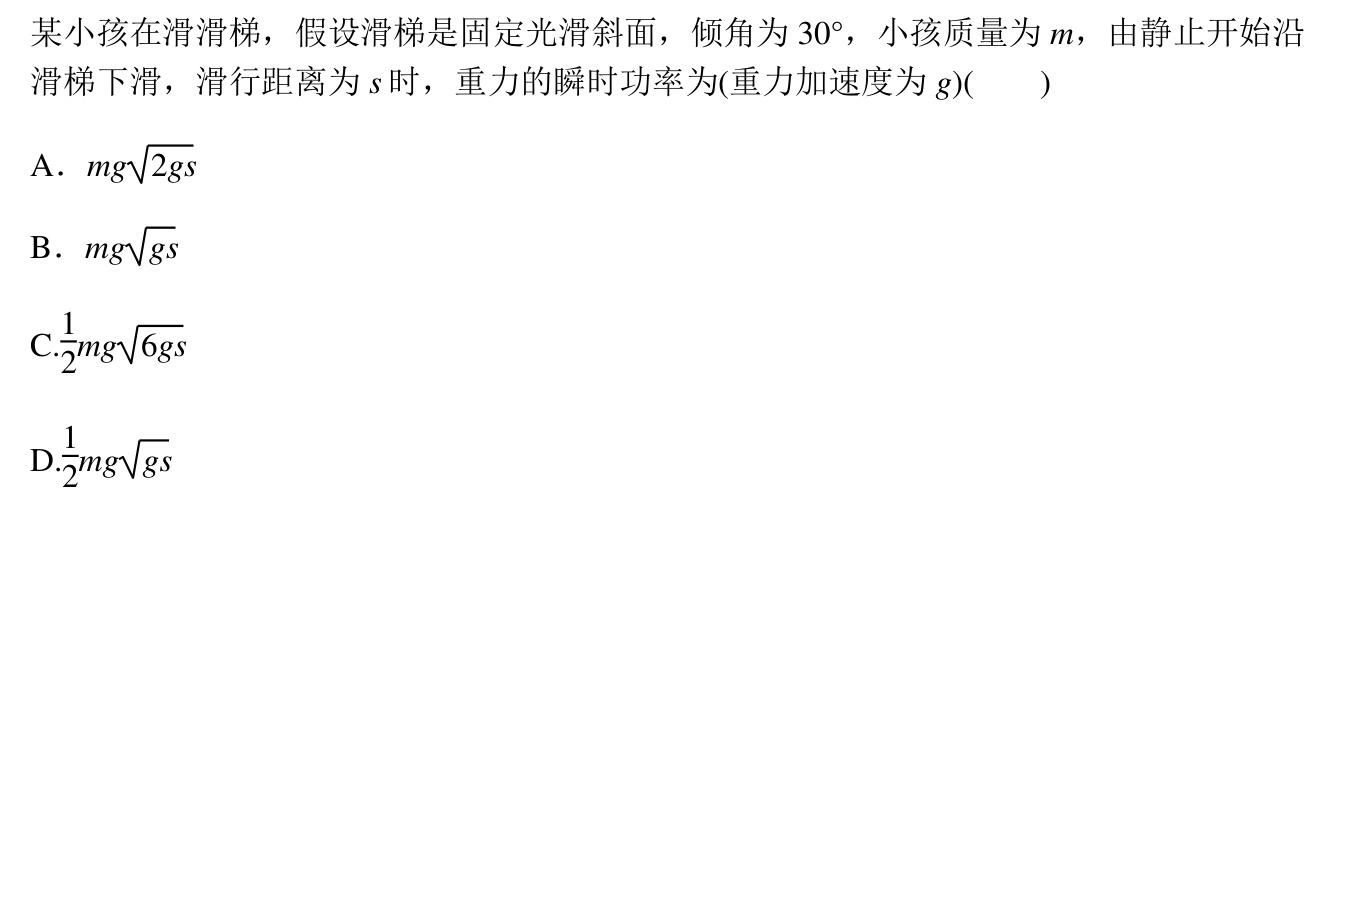 某小孩在滑滑梯，假设滑梯是固定光滑斜面，倾角为 30°，小孩质量为 m，由静止开始沿
滑梯下滑，滑行距离为 s 时，重力的瞬时功率为(重力加速度为 g)(　　)
A．mg√2gs
B．mg√gs
C.1/2mg√6gs
D.1/2mg√gs